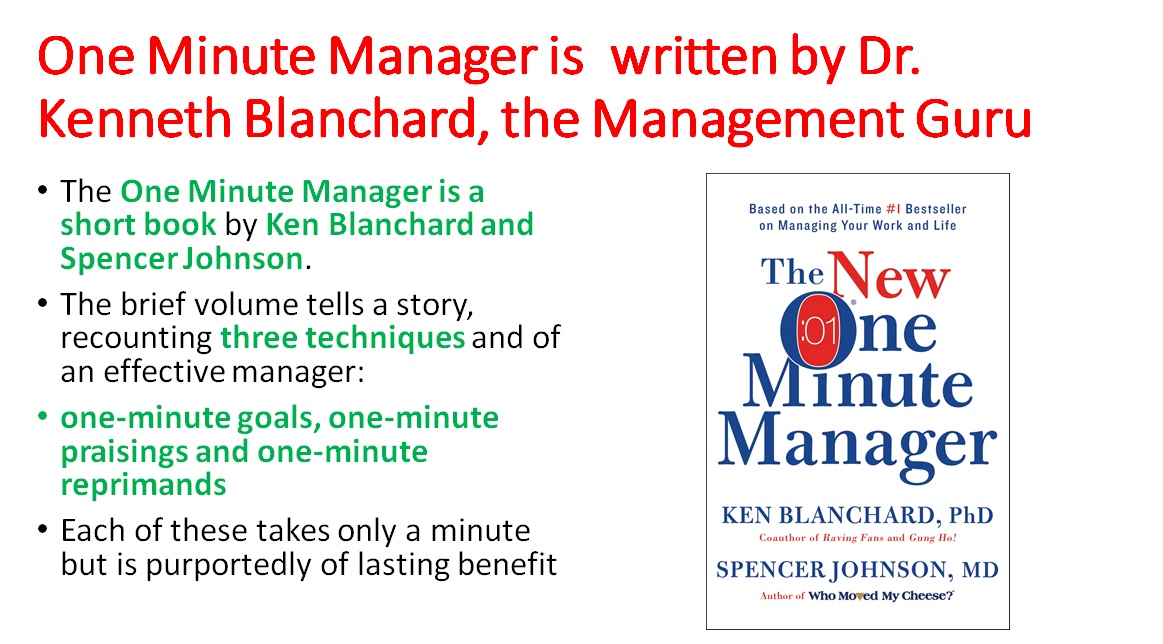 One Minute Manager is  written by Dr.
Kenneth Blanchard, the Management Guru
• The One Minute Manager is a
short book by Ken Blanchard and
Spencer Johnson.
• The brief volume tells a story,
recounting three techniques and of
an effective manager:
• one-minute goals, one-minute
praisings and one-minute
reprimands
• Each of these takes only a minute
but is purportedly of lasting benefit
Based on the All-Time #1 Bestseller
on Managing Your Work and Life
The New
One
:01
Minute
Manager
KEN BLANCHARD, PhD
Coauthor of Raving Fans and Gung Ho!
SPENCER JOHNSON, MD
Author of Who Moved My Cheese?